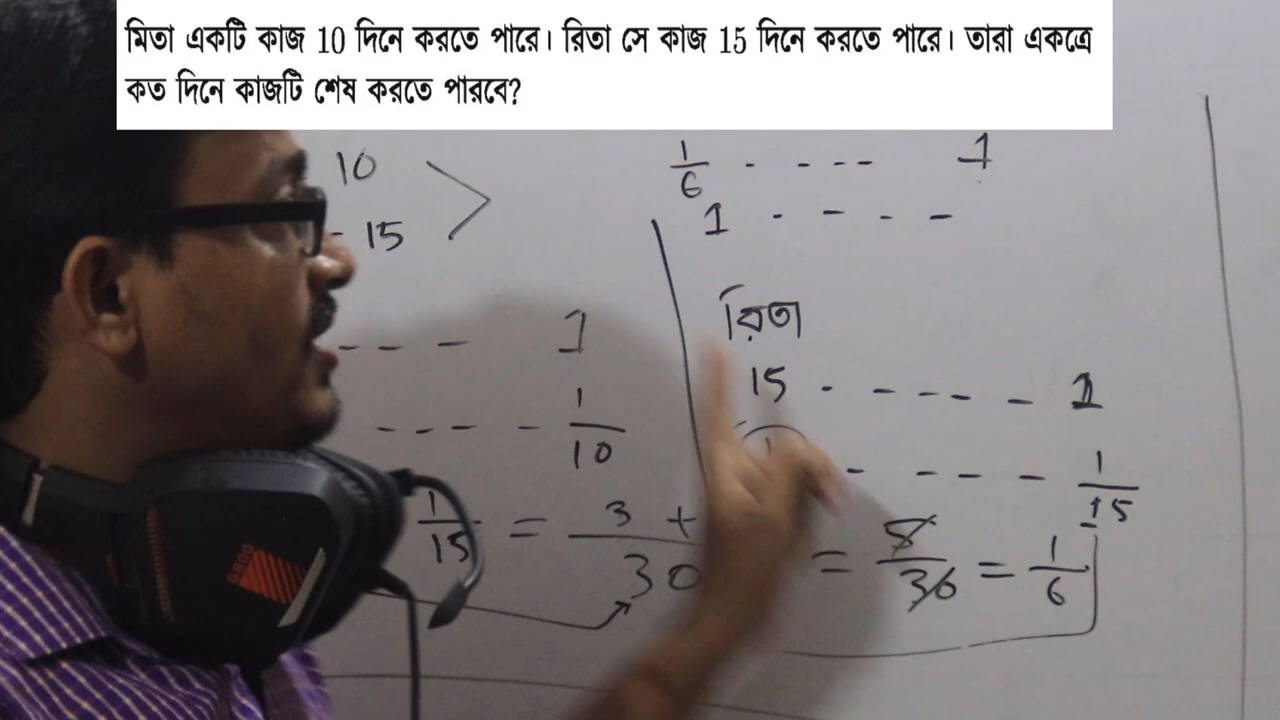 মিতা একটি কাজ 10 দিনে করতে পারে। রিতা সে কাজ 15 দিনে করতে পারে। তারা একত্রে
কত দিনে কাজটি শেষ করতে পারবে?
10
- 15
- - - 1
- - - - 1/10
1/15 = 3 +
30
= 5/30 = 1/6
1/6 - - - - 1
1 - - - -
রিতা
15 - - - - - 1
- - - - 1/15